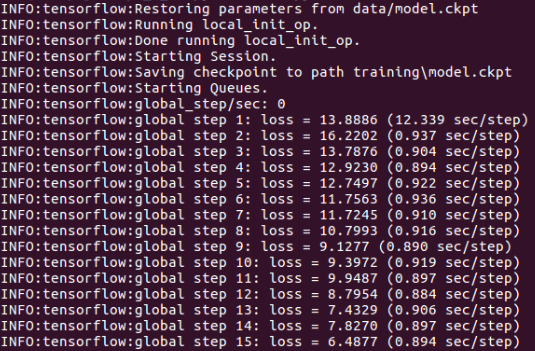 INFO:tensorflow:Restoring parameters from data/model.ckpt
INFO:tensorflow:Running local_init_op.
INFO:tensorflow:Done running local_init_op.
INFO:tensorflow:Starting Session.
INFO:tensorflow:Saving checkpoint to path training\model.ckpt
INFO:tensorflow:Starting Queues.
INFO:tensorflow:global_step/sec: 0
INFO:tensorflow:global step 1: loss = 13.8886 (12.339 sec/step)
INFO:tensorflow:global step 2: loss = 16.2202 (0.937 sec/step)
INFO:tensorflow:global step 3: loss = 13.7876 (0.904 sec/step)
INFO:tensorflow:global step 4: loss = 12.9230 (0.894 sec/step)
INFO:tensorflow:global step 5: loss = 12.7497 (0.922 sec/step)
INFO:tensorflow:global step 6: loss = 11.7563 (0.936 sec/step)
INFO:tensorflow:global step 7: loss = 11.7245 (0.910 sec/step)
INFO:tensorflow:global step 8: loss = 10.7993 (0.916 sec/step)
INFO:tensorflow:global step 9: loss = 9.1277 (0.890 sec/step)
INFO:tensorflow:global step 10: loss = 9.3972 (0.919 sec/step)
INFO:tensorflow:global step 11: loss = 9.9487 (0.897 sec/step)
INFO:tensorflow:global step 12: loss = 8.7954 (0.884 sec/step)
INFO:tensorflow:global step 13: loss = 7.4329 (0.906 sec/step)
INFO:tensorflow:global step 14: loss = 7.8270 (0.897 sec/step)
INFO:tensorflow:global step 15: loss = 6.4877 (0.894 sec/step)